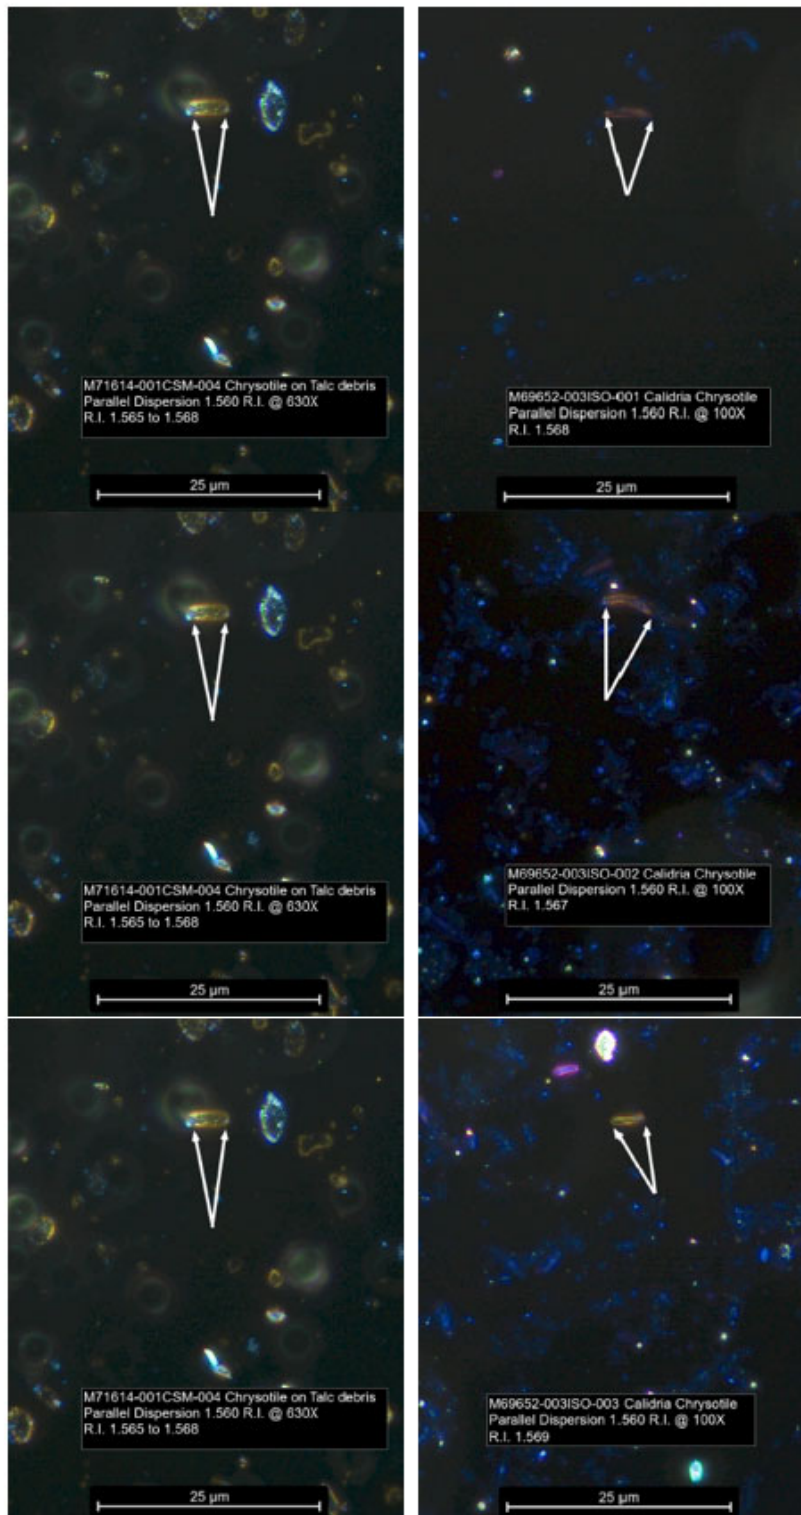 M71614-001CSM-004 Chrysotile on Talc debris
Parallel Dispersion 1.560 R.I. @ 630X
R.I. 1.565 to 1.568
25 µm
M69652-003ISO-001 Calidria Chrysotile
Parallel Dispersion 1.560 R.I. @ 100X
R.I. 1.568
25 µm
M71614-001CSM-004 Chrysotile on Talc debris
Parallel Dispersion 1.560 R.I. @ 630X
R.I. 1.565 to 1.568
25 µm
M69652-003ISO-002 Calidria Chrysotile
Parallel Dispersion 1.560 R.I. @ 100X
R.I. 1.567
25 µm
M71614-001CSM-004 Chrysotile on Talc debris
Parallel Dispersion 1.560 R.I. @ 630X
R.I. 1.565 to 1.568
25 µm
M69652-003ISO-003 Calidria Chrysotile
Parallel Dispersion 1.560 R.I. @ 100X
R.I. 1.569
25 µm